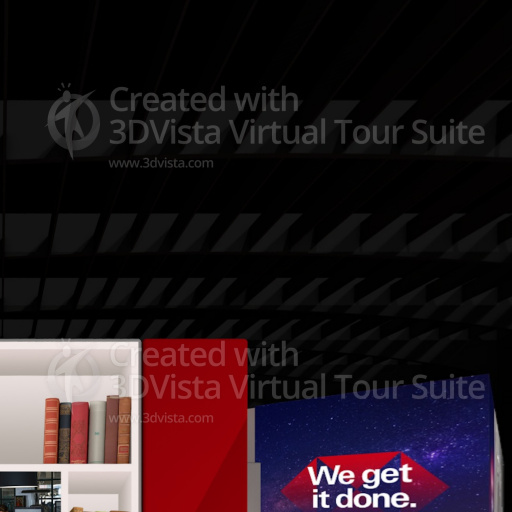 Created with
3DVista Virtual Tour Suite
www.3dvista.com
Created with
3DVista Virtual Tour Suite
www.3dvista.com
We get
it done.